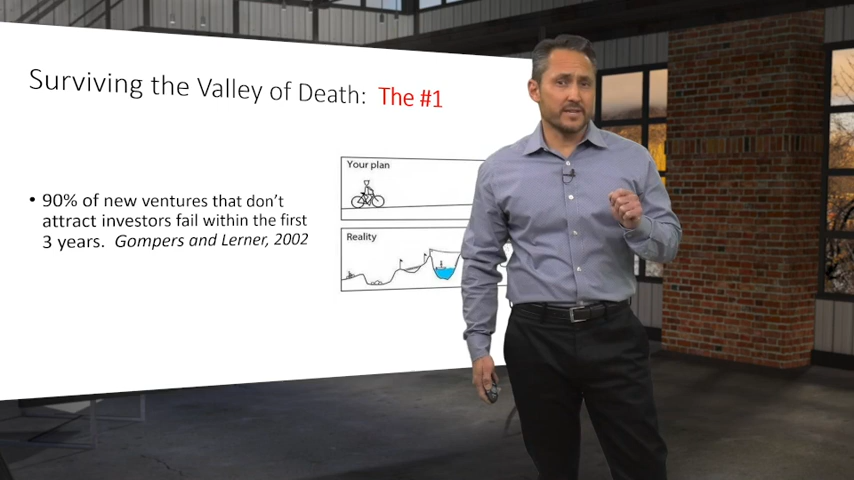 Surviving the Valley of Death: The #1
• 90% of new ventures that don't
attract investors fail within the first
3 years. Gompers and Lerner, 2002
Your plan
Reality